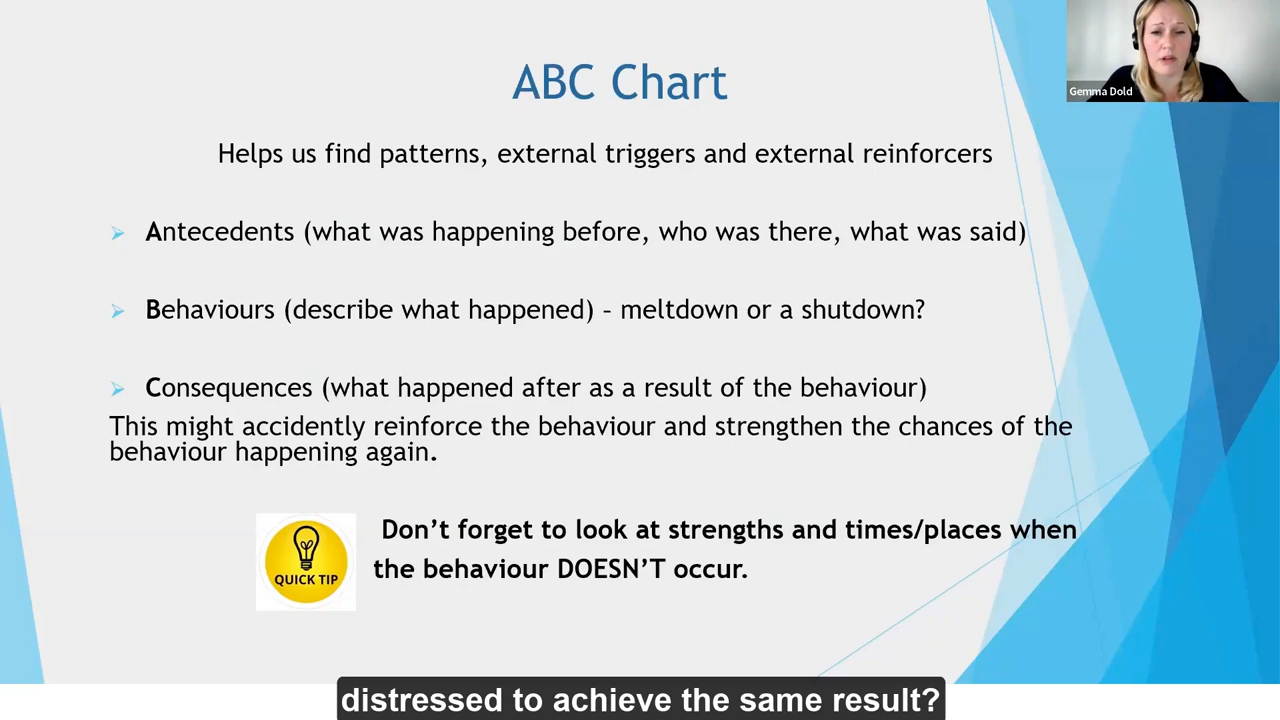 Gemma Dold
ABC Chart
Helps us find patterns, external triggers and external reinforcers
Antecedents (what was happening before, who was there, what was said)
Behaviours (describe what happened) – meltdown or a shutdown?
Consequences (what happened after as a result of the behaviour)
This might accidently reinforce the behaviour and strengthen the chances of the
behaviour happening again.
QUICK TIP
Don’t forget to look at strengths and times/places when
the behaviour DOESN’T occur.
distressed to achieve the same result?